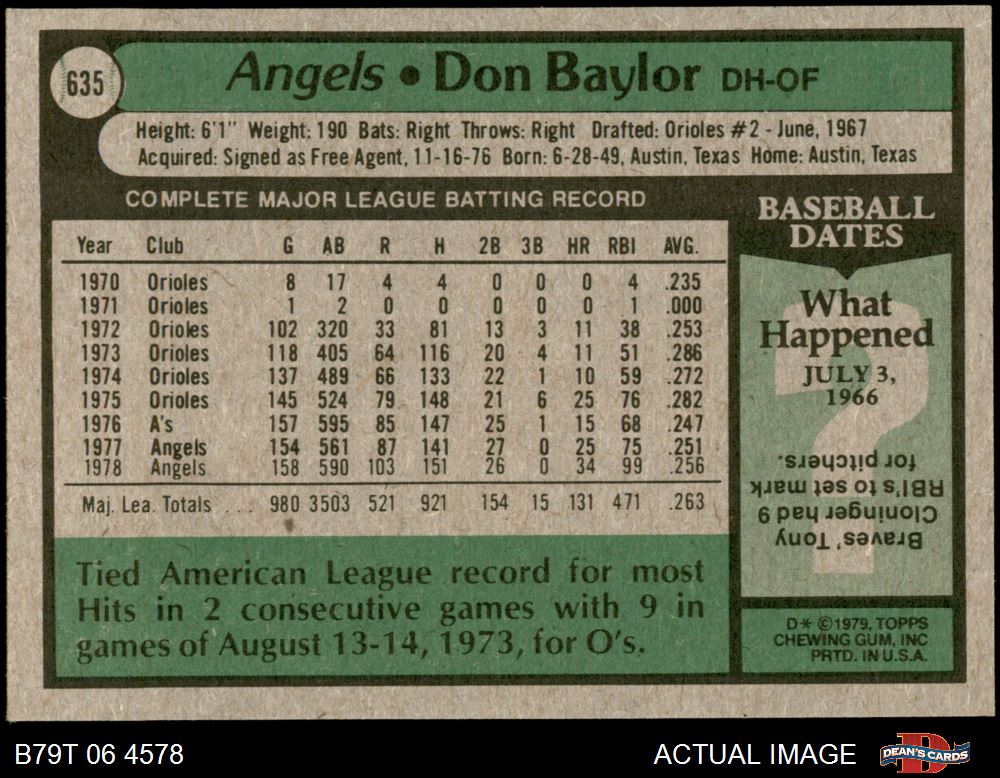 635
Angels • Don Baylor DH-OF
Height: 6'1" Weight: 190 Bats: Right Throws: Right Drafted: Orioles #2 - June, 1967
Acquired: Signed as Free Agent, 11-16-76 Born: 6-28-49, Austin, Texas Home: Austin, Texas
COMPLETE MAJOR LEAGUE BATTING RECORD
Year Club G AB R H 2B 3B HR RBI AVG.
1970 Orioles 8 17 4 4 0 0 0 4 .235
1971 Orioles 1 2 0 0 0 0 0 1 .000
1972 Orioles 102 320 33 81 13 3 11 38 .253
1973 Orioles 118 405 64 116 20 4 11 51 .286
1974 Orioles 137 489 66 133 22 1 10 59 .272
1975 Orioles 145 524 79 148 21 6 25 76 .282
1976 A's 157 595 85 147 25 1 15 68 .247
1977 Angels 154 561 87 141 27 0 25 75 .251
1978 Angels 158 590 103 151 26 0 34 99 .256
Maj. Lea. Totals ... 980 3503 521 921 154 15 131 471 .263
Tied American League record for most
Hits in 2 consecutive games with 9 in
games of August 13-14, 1973, for O's.
BASEBALL
DATES
What
Happened
JULY 3,
1966
?
Braves' Tony
Cloninger had 9
RBI's to set mark
for pitchers.
D* ©1979, TOPPS
CHEWING GUM, INC
PRTD. IN U.S.A.
B79T 06 4578
ACTUAL IMAGE
D
DEAN'S CARDS